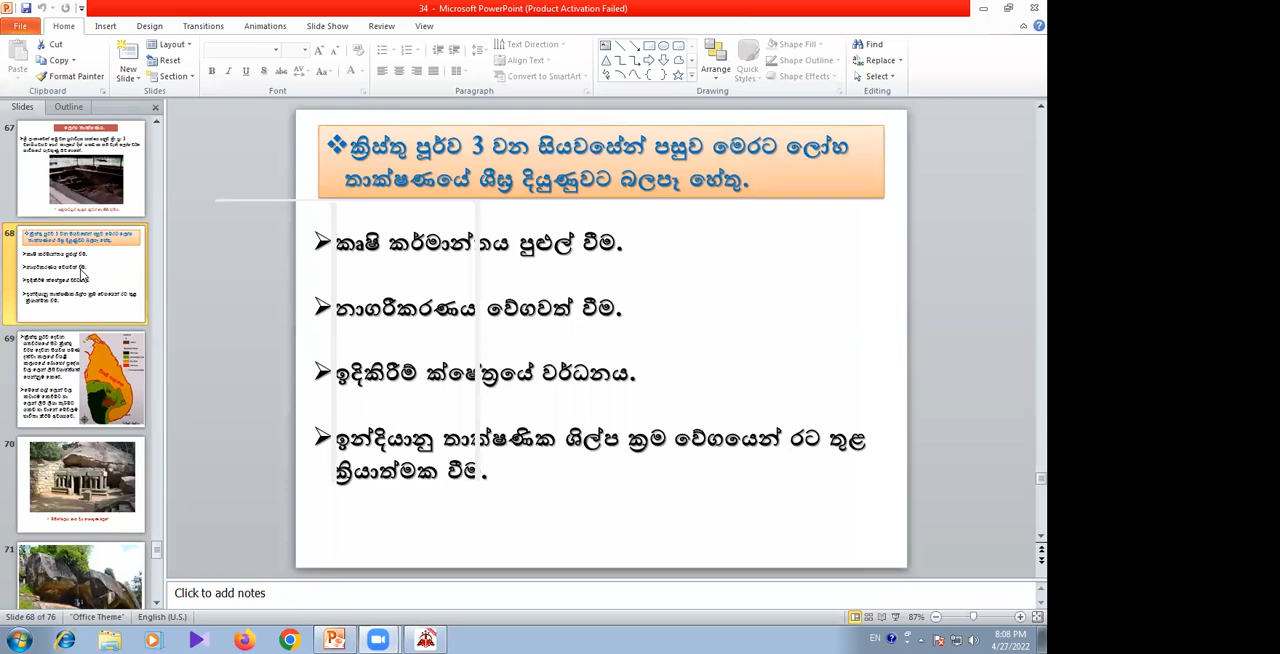 34 - Microsoft PowerPoint (Product Activation Failed)
File Home Insert Design Transitions Animations Slide Show Review View
Paste Cut Copy Format Painter Clipboard
New Slide Layout Reset Section Slides
Font
Text Direction Align Text Convert to SmartArt Paragraph
Arrange Quick Styles Shape Fill Shape Outline Shape Effects Drawing
Find Replace Select Editing
Slides Outline
67
68
69
70
71
❖ක්‍රිස්තු පූර්ව 3 වන සියවසේන් පසුව මෙරට ලෝහ
තාක්ෂණයේ ශීඝ්‍ර දියුණුවට බලපෑ හේතු.
➢කෘෂි කර්මාන්තය පුළුල් වීම.
➢නාගරීකරණය වේගවත් වීම.
➢ඉදිකිරීම් ක්ෂේත්‍රයේ වර්ධනය.
➢ඉන්දියානු තාක්ෂණික ශිල්ප ක්‍රම වේගයෙන් රට තුළ
ක්‍රියාත්මක වීම.
Click to add notes
Slide 68 of 76 "Office Theme" English (U.S.) 87%
EN 8:08 PM
4/27/2022